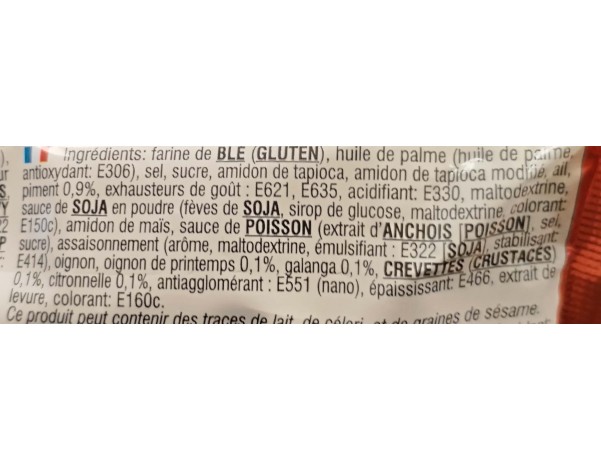 Ingrédients: farine de BLE (GLUTEN), huile de palme (huile de palme,
antioxydant: E306), sel, sucre, amidon de tapioca, amidon de tapioca modifié, ail,
piment 0,9%, exhausteurs de goût : E621, E635, acidifiant: E330, maltodextrine,
sauce de SOJA en poudre (fèves de SOJA, sirop de glucose, maltodextrine, colorant:
E150c), amidon de maïs, sauce de POISSON (extrait d'ANCHOIS [POISSON], sel,
sucre), assaisonnement (arôme, maltodextrine, émulsifiant : E322 [SOJA], stabilisant:
E414), oignon, oignon de printemps 0,1%, galanga 0,1%, CREVETTES (CRUSTACÉS)
0,1%, citronnelle 0,1%, antiagglomérant : E551 (nano), épaississant: E466, extrait de
levure, colorant: E160c.
Ce produit peut contenir des traces de lait, de céleri et de graines de sésame.